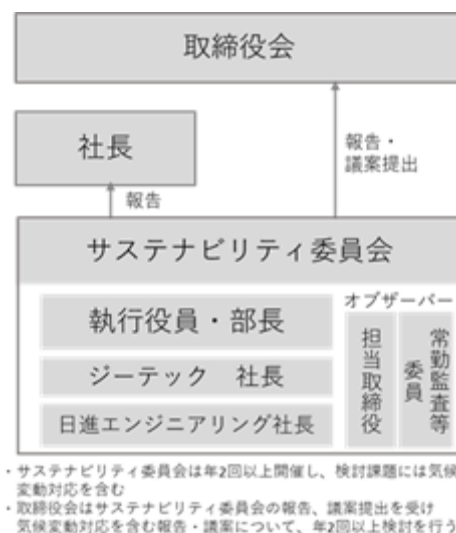 取締役会
社長
報告・
議案提出
報告
サステナビリティ委員会
オブザーバー
執行役員・部長
ジーテック 社長
日進エンジニアリング社長
担当取締役
常勤監査等
委員
・サステナビリティ委員会は年2回以上開催し、検討課題には気候
変動対応を含む
・取締役会はサステナビリティ委員会の報告、議案提出を受け
気候変動対応を含む報告・議案について、年2回以上検討を行う